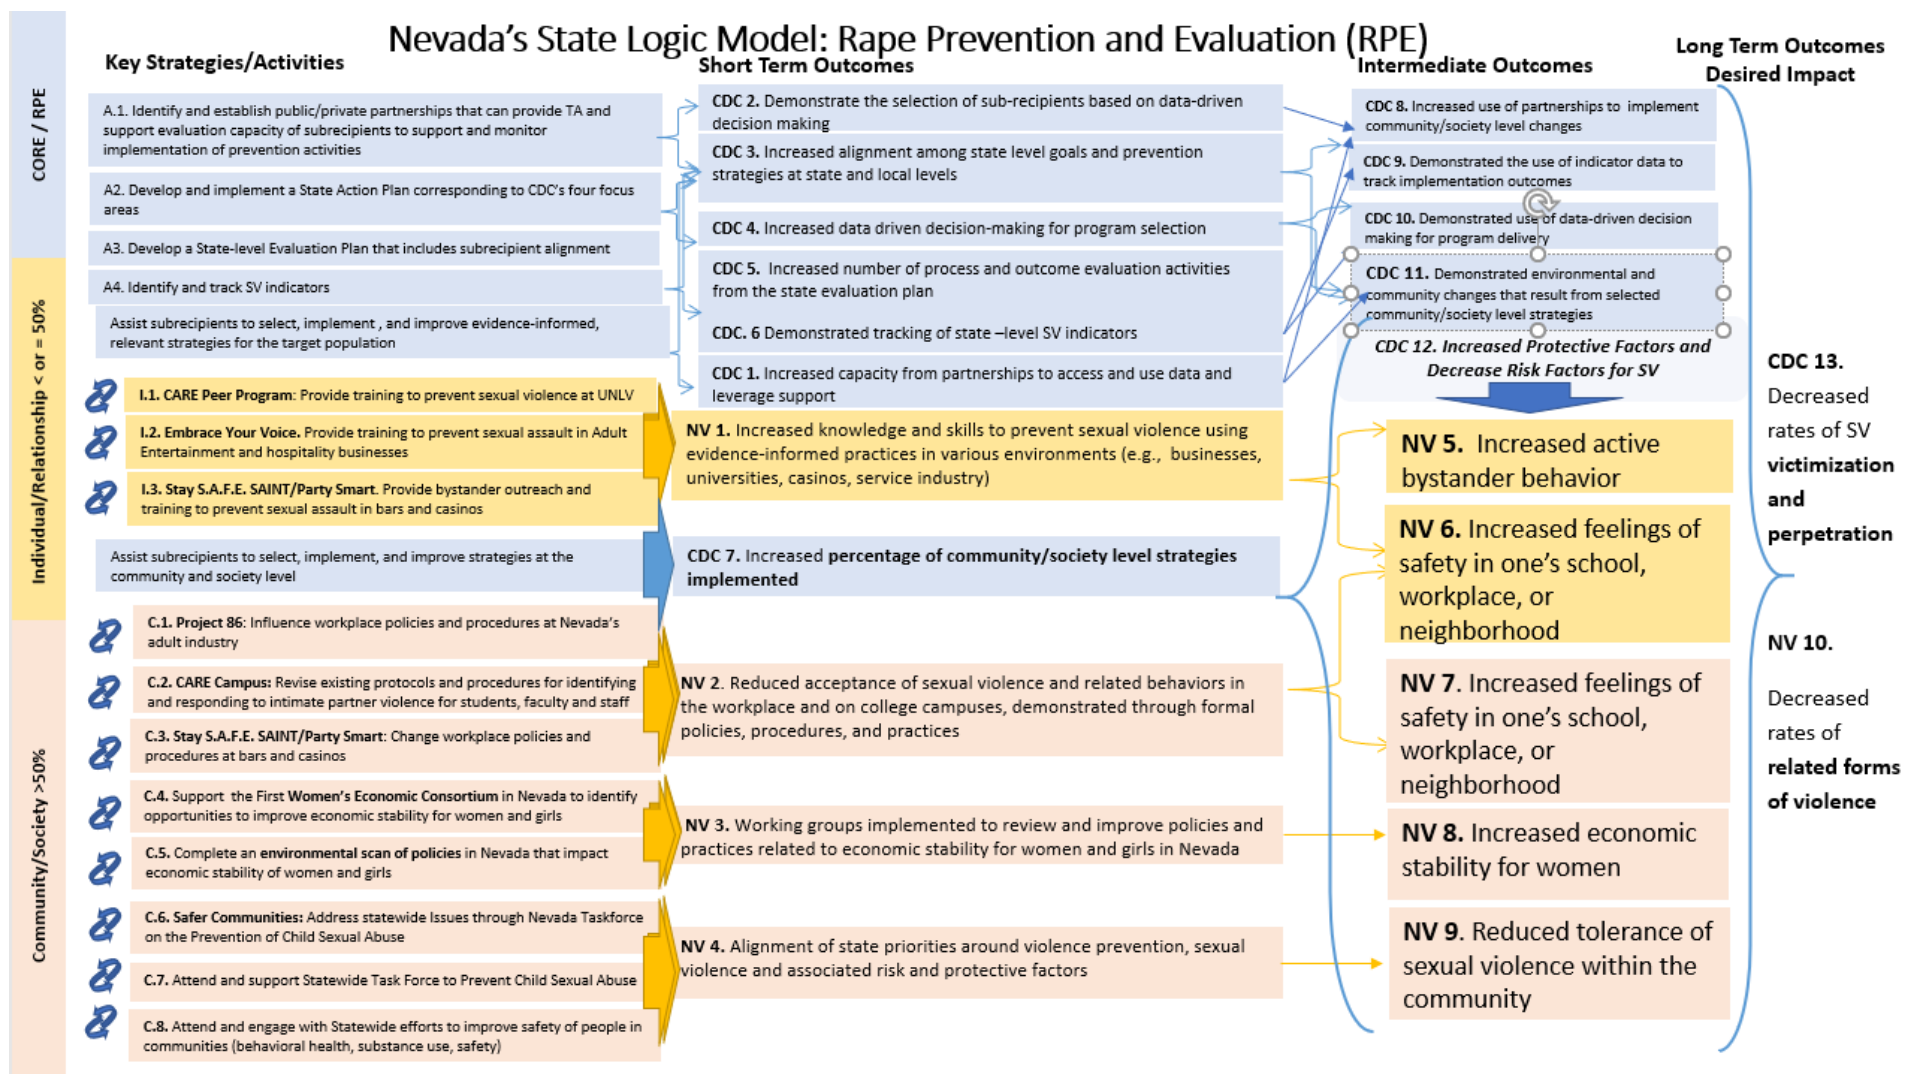 Nevada's State Logic Model: Rape Prevention and Evaluation (RPE)
Key Strategies/Activities
Short Term Outcomes
Intermediate Outcomes
Long Term Outcomes
Desired Impact
CORE / RPE
A.1. Identify and establish public/private partnerships that can provide TA and
support evaluation capacity of subrecipients to support and monitor
implementation of prevention activities
A2. Develop and implement a State Action Plan corresponding to CDC's four focus
areas
A3. Develop a State-level Evaluation Plan that includes subrecipient alignment
A4. Identify and track SV indicators
Assist subrecipients to select, implement , and improve evidence-informed,
relevant strategies for the target population
Individual/Relationship < or = 50%
I.1. CARE Peer Program: Provide training to prevent sexual violence at UNLV
I.2. Embrace Your Voice. Provide training to prevent sexual assault in Adult
Entertainment and hospitality businesses
I.3. Stay S.A.F.E. SAINT/Party Smart. Provide bystander outreach and
training to prevent sexual assault in bars and casinos
Assist subrecipients to select, implement, and improve strategies at the
community and society level
Community/Society >50%
C.1. Project 86: Influence workplace policies and procedures at Nevada's
adult industry
C.2. CARE Campus: Revise existing protocols and procedures for identifying
and responding to intimate partner violence for students, faculty and staff
C.3. Stay S.A.F.E. SAINT/Party Smart: Change workplace policies and
procedures at bars and casinos
C.4. Support the First Women's Economic Consortium in Nevada to identify
opportunities to improve economic stability for women and girls
C.5. Complete an environmental scan of policies in Nevada that impact
economic stability of women and girls
C.6. Safer Communities: Address statewide Issues through Nevada Taskforce
on the Prevention of Child Sexual Abuse
C.7. Attend and support Statewide Task Force to Prevent Child Sexual Abuse
C.8. Attend and engage with Statewide efforts to improve safety of people in
communities (behavioral health, substance use, safety)
CDC 2. Demonstrate the selection of sub-recipients based on data-driven
decision making
CDC 3. Increased alignment among state level goals and prevention
strategies at state and local levels
CDC 4. Increased data driven decision-making for program selection
CDC 5. Increased number of process and outcome evaluation activities
from the state evaluation plan
CDC. 6 Demonstrated tracking of state –level SV indicators
CDC 1. Increased capacity from partnerships to access and use data and
leverage support
NV 1. Increased knowledge and skills to prevent sexual violence using
evidence-informed practices in various environments (e.g., businesses,
universities, casinos, service industry)
CDC 7. Increased percentage of community/society level strategies
implemented
NV 2. Reduced acceptance of sexual violence and related behaviors in
the workplace and on college campuses, demonstrated through formal
policies, procedures, and practices
NV 3. Working groups implemented to review and improve policies and
practices related to economic stability for women and girls in Nevada
NV 4. Alignment of state priorities around violence prevention, sexual
violence and associated risk and protective factors
CDC 8. Increased use of partnerships to implement
community/society level changes
CDC 9. Demonstrated the use of indicator data to
track implementation outcomes
CDC 10. Demonstrated use of data-driven decision
making for program delivery
CDC 11. Demonstrated environmental and
community changes that result from selected
community/society level strategies
CDC 12. Increased Protective Factors and
Decrease Risk Factors for SV
NV 5. Increased active
bystander behavior
NV 6. Increased feelings of
safety in one's school,
workplace, or
neighborhood
NV 7. Increased feelings of
safety in one's school,
workplace, or
neighborhood
NV 8. Increased economic
stability for women
NV 9. Reduced tolerance of
sexual violence within the
community
CDC 13.
Decreased
rates of SV
victimization
and
perpetration
NV 10.
Decreased
rates of
related forms
of violence